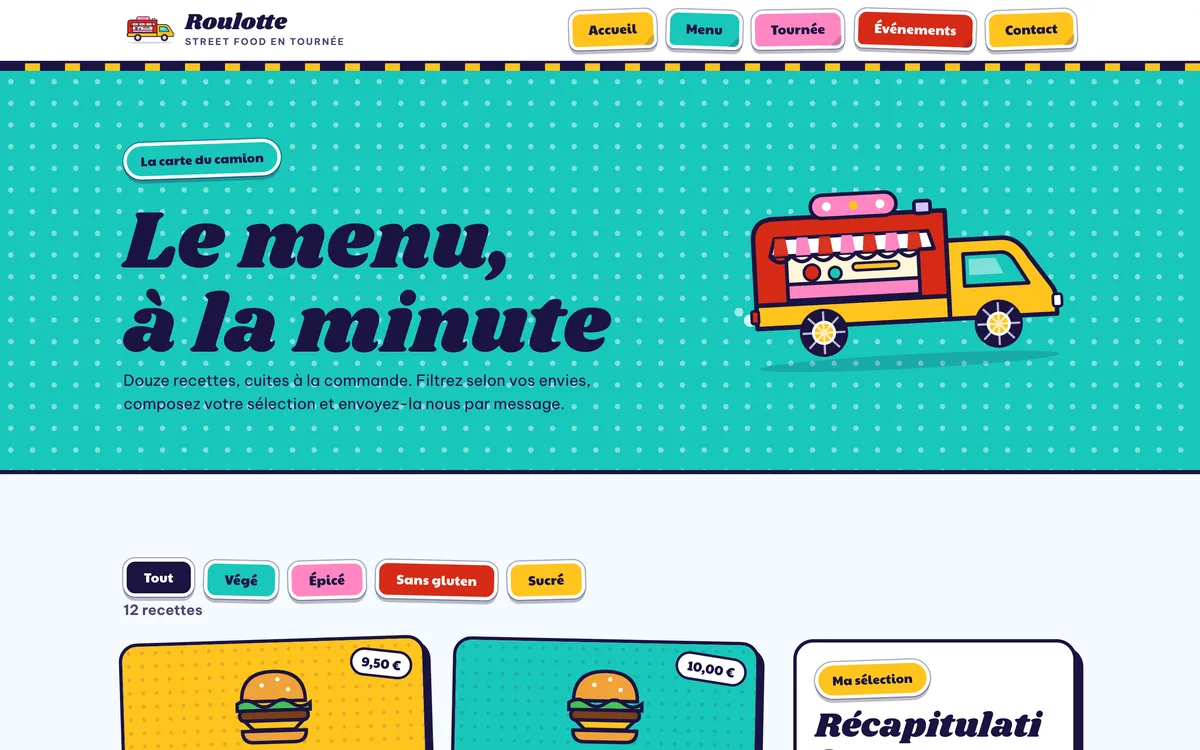 Roulotte
STREET FOOD EN TOURNÉE
Accueil
Menu
Tournée
Événements
Contact
La carte du camion
Le menu,
à la minute
Douze recettes, cuites à la commande. Filtrez selon vos envies,
composez votre sélection et envoyez-la nous par message.
Tout
Végé
Épicé
Sans gluten
Sucré
12 recettes
9,50 €
10,00 €
Ma sélection
Récapitulati